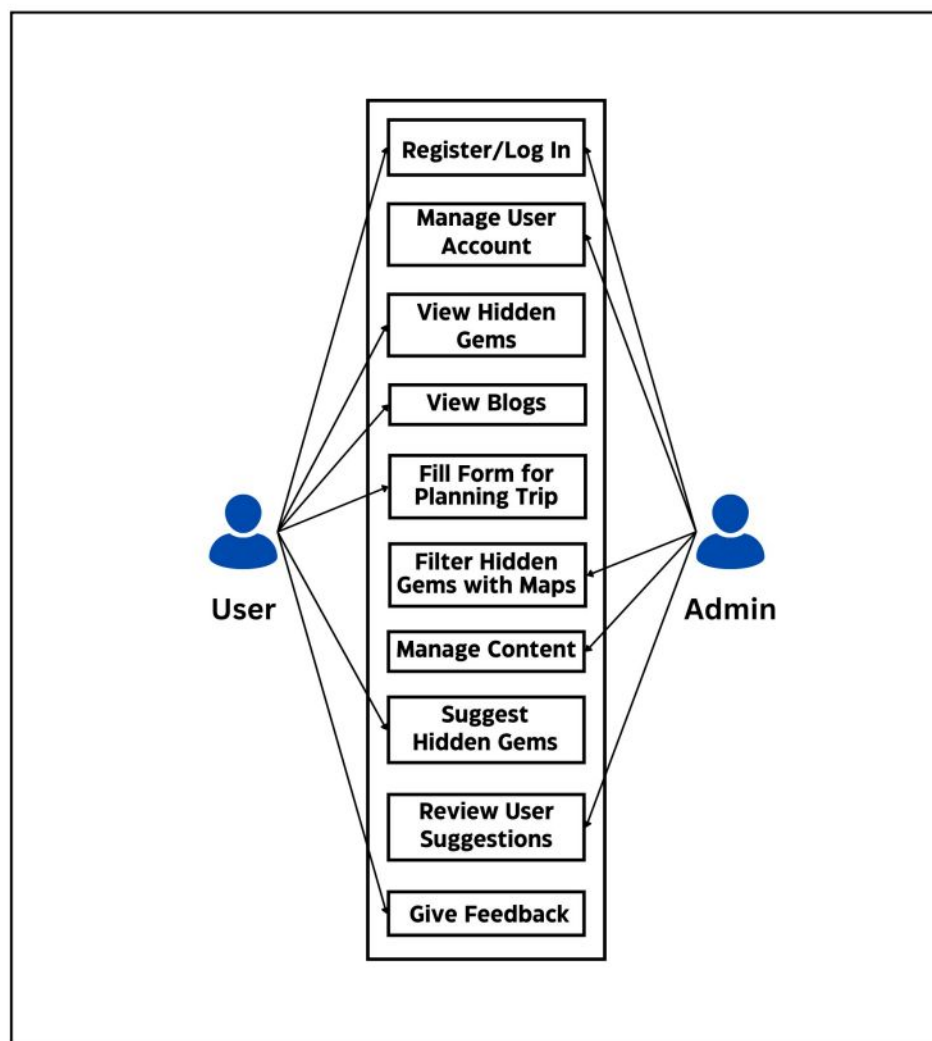 Register/Log In
Manage User
Account
View Hidden
Gems
View Blogs
Fill Form for
Planning Trip
Filter Hidden
Gems with Maps
Manage Content
Suggest
Hidden Gems
Review User
Suggestions
Give Feedback
User
Admin